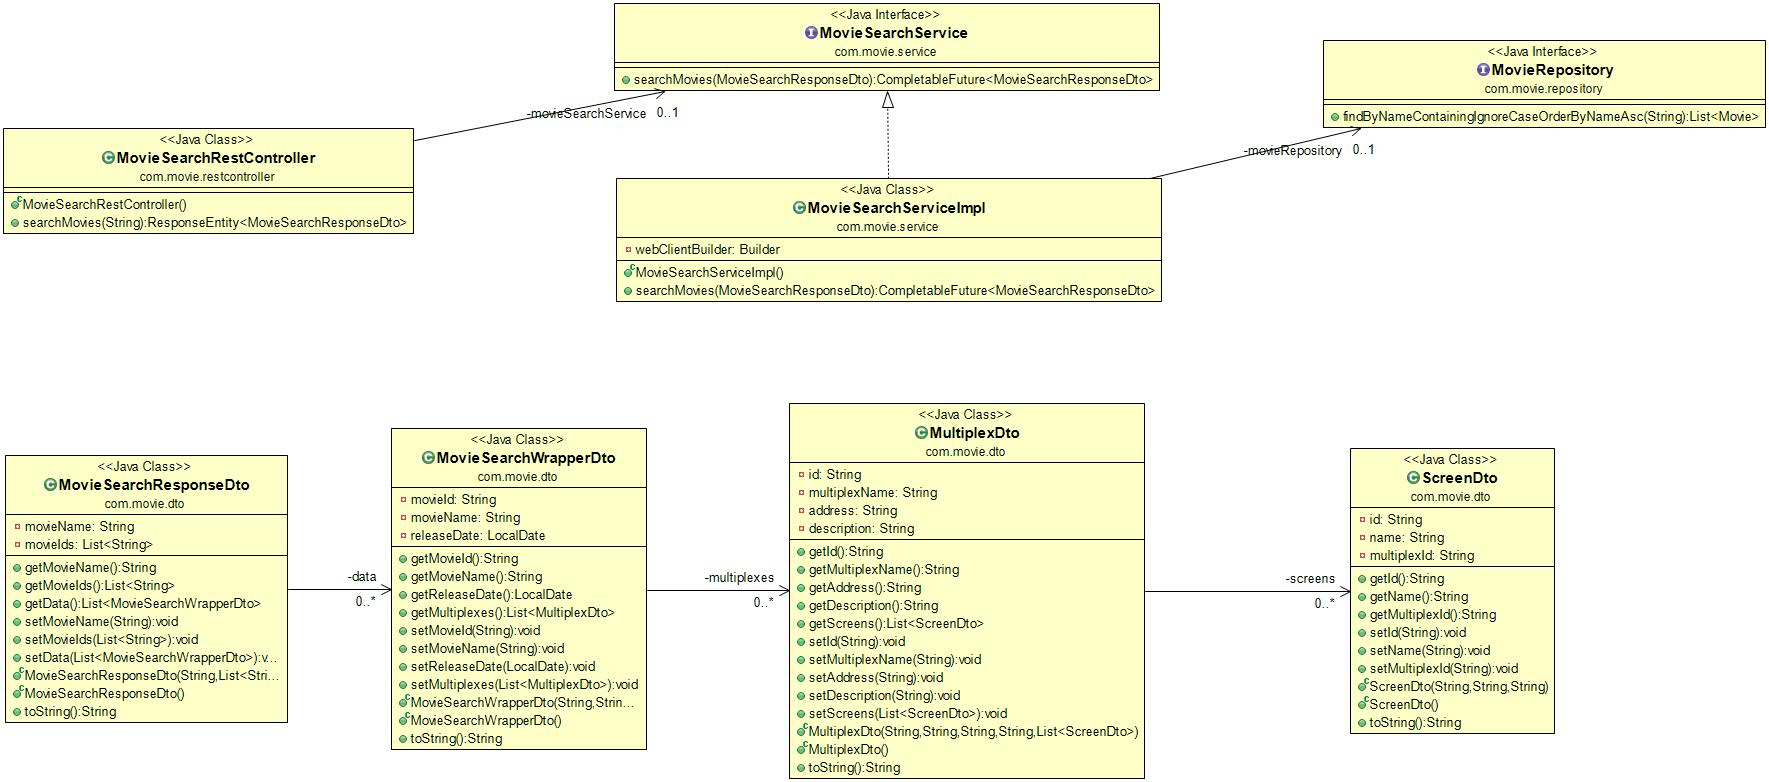 <<Java Interface>>
MovieSearchService
com.movie.service
searchMovies(MovieSearchResponseDto):CompletableFuture<MovieSearchResponseDto>
<<Java Interface>>
MovieRepository
com.movie.repository
findByNameContainingIgnoreCaseOrderByNameAsc(String):List<Movie>
-movieSearchService 0..1
<<Java Class>>
MovieSearchRestController
com.movie.restcontroller
MovieSearchRestController()
searchMovies(String):ResponseEntity<MovieSearchResponseDto>
-movieRepository 0..1
<<Java Class>>
MovieSearchServiceImpl
com.movie.service
webClientBuilder: Builder
MovieSearchServiceImpl()
searchMovies(MovieSearchResponseDto):CompletableFuture<MovieSearchResponseDto>
<<Java Class>>
MovieSearchResponseDto
com.movie.dto
movieName: String
movieIds: List<String>
getMovieName():String
getMovieIds():List<String>
getData():List<MovieSearchWrapperDto>
setMovieName(String):void
setMovieIds(List<String>):void
setData(List<MovieSearchWrapperDto>):v...
MovieSearchResponseDto(String,List<Stri...
MovieSearchResponseDto()
toString():String
-data
0..*
<<Java Class>>
MovieSearchWrapperDto
com.movie.dto
movieId: String
movieName: String
releaseDate: LocalDate
getMovieId():String
getMovieName():String
getReleaseDate():LocalDate
getMultiplexes():List<MultiplexDto>
setMovieId(String):void
setMovieName(String):void
setReleaseDate(LocalDate):void
setMultiplexes(List<MultiplexDto>):void
MovieSearchWrapperDto(String,Strin...
MovieSearchWrapperDto()
toString():String
-multiplexes
0..*
<<Java Class>>
MultiplexDto
com.movie.dto
id: String
multiplexName: String
address: String
description: String
getId():String
getMultiplexName():String
getAddress():String
getDescription():String
getScreens():List<ScreenDto>
setId(String):void
setMultiplexName(String):void
setAddress(String):void
setDescription(String):void
setScreens(List<ScreenDto>):void
MultiplexDto(String,String,String,String,List<ScreenDto>)
MultiplexDto()
toString():String
-screens
0..*
<<Java Class>>
ScreenDto
com.movie.dto
id: String
name: String
multiplexId: String
getId():String
getName():String
getMultiplexId():String
setId(String):void
setName(String):void
setMultiplexId(String):void
ScreenDto(String,String,String)
ScreenDto()
toString():String